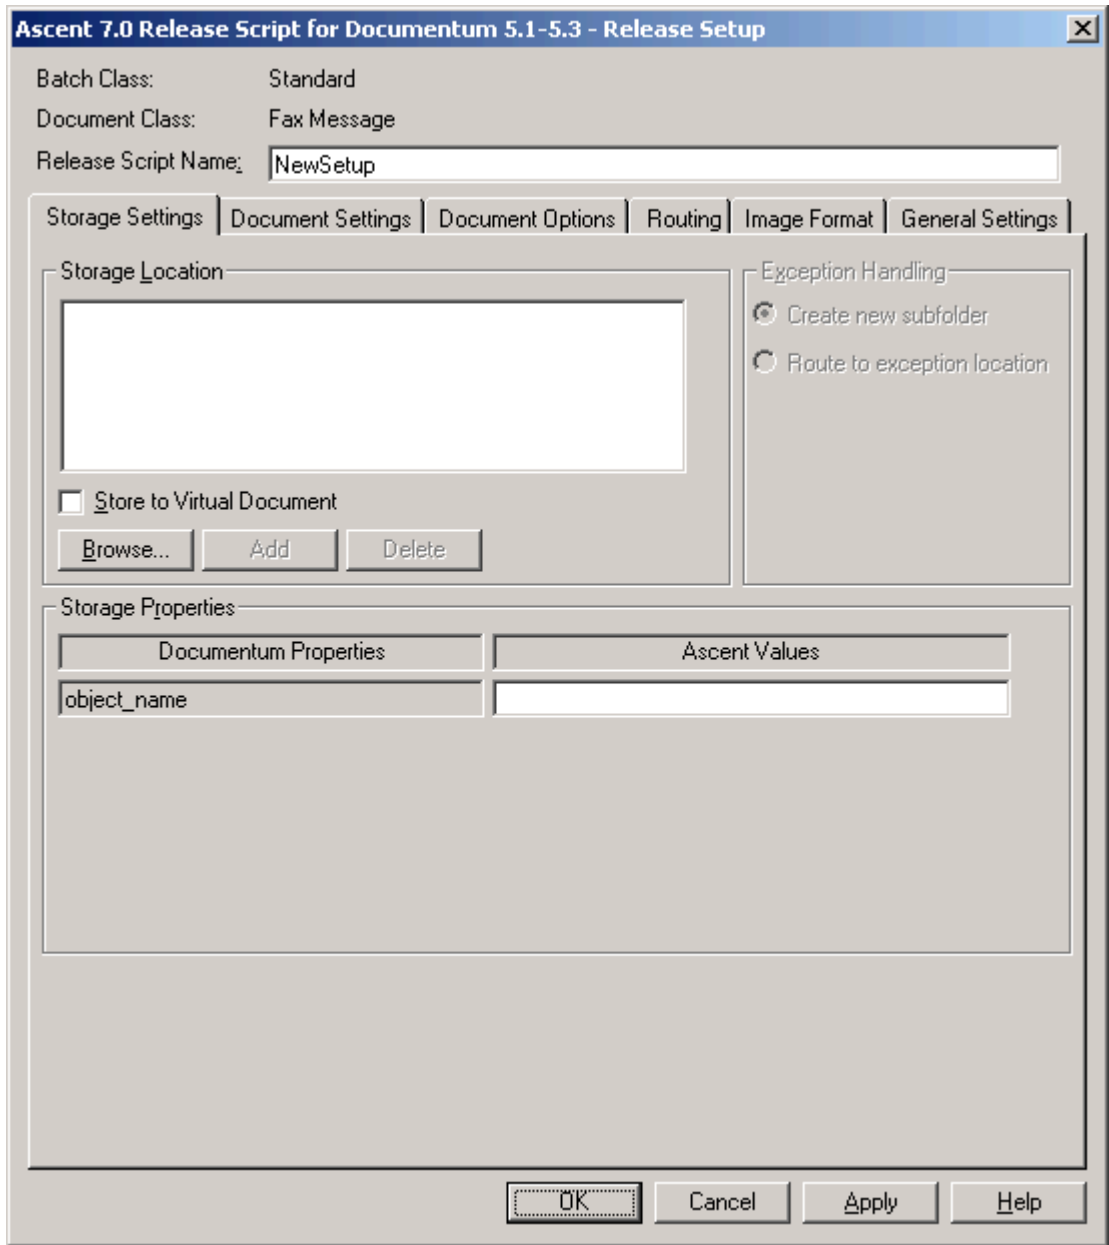 Ascent 7.0 Release Script for Documentum 5.1-5.3 - Release Setup
Batch Class: Standard
Document Class: Fax Message
Release Script Name: NewSetup
Storage Settings Document Settings Document Options Routing Image Format General Settings
Storage Location Exception Handling
Create new subfolder
Route to exception location
Store to Virtual Document
Browse... Add Delete
Storage Properties
Documentum Properties Ascent Values
object_name
OK Cancel Apply Help